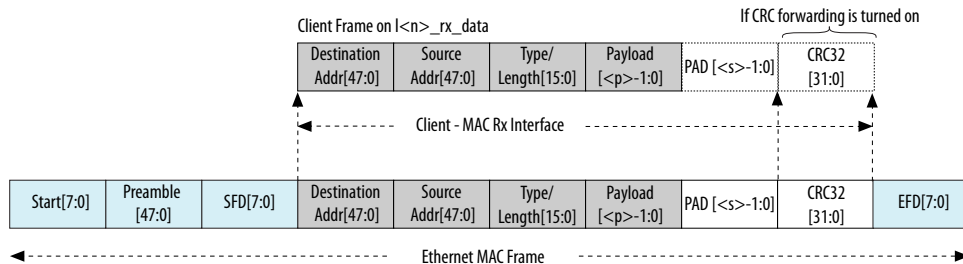 If CRC forwarding is turned on
Client Frame on l<n>_rx_data
Destination
Addr[47:0]
Source
Addr[47:0]
Type/
Length[15:0]
Payload
[<p>-1:0]
PAD [<s>-1:0]
CRC32
[31:0]
Client - MAC Rx Interface
Start[7:0]
Preamble
[47:0]
SFD[7:0]
Destination
Addr[47:0]
Source
Addr[47:0]
Type/
Length[15:0]
Payload
[<p>-1:0]
PAD [<s>-1:0]
CRC32
[31:0]
EFD[7:0]
Ethernet MAC Frame